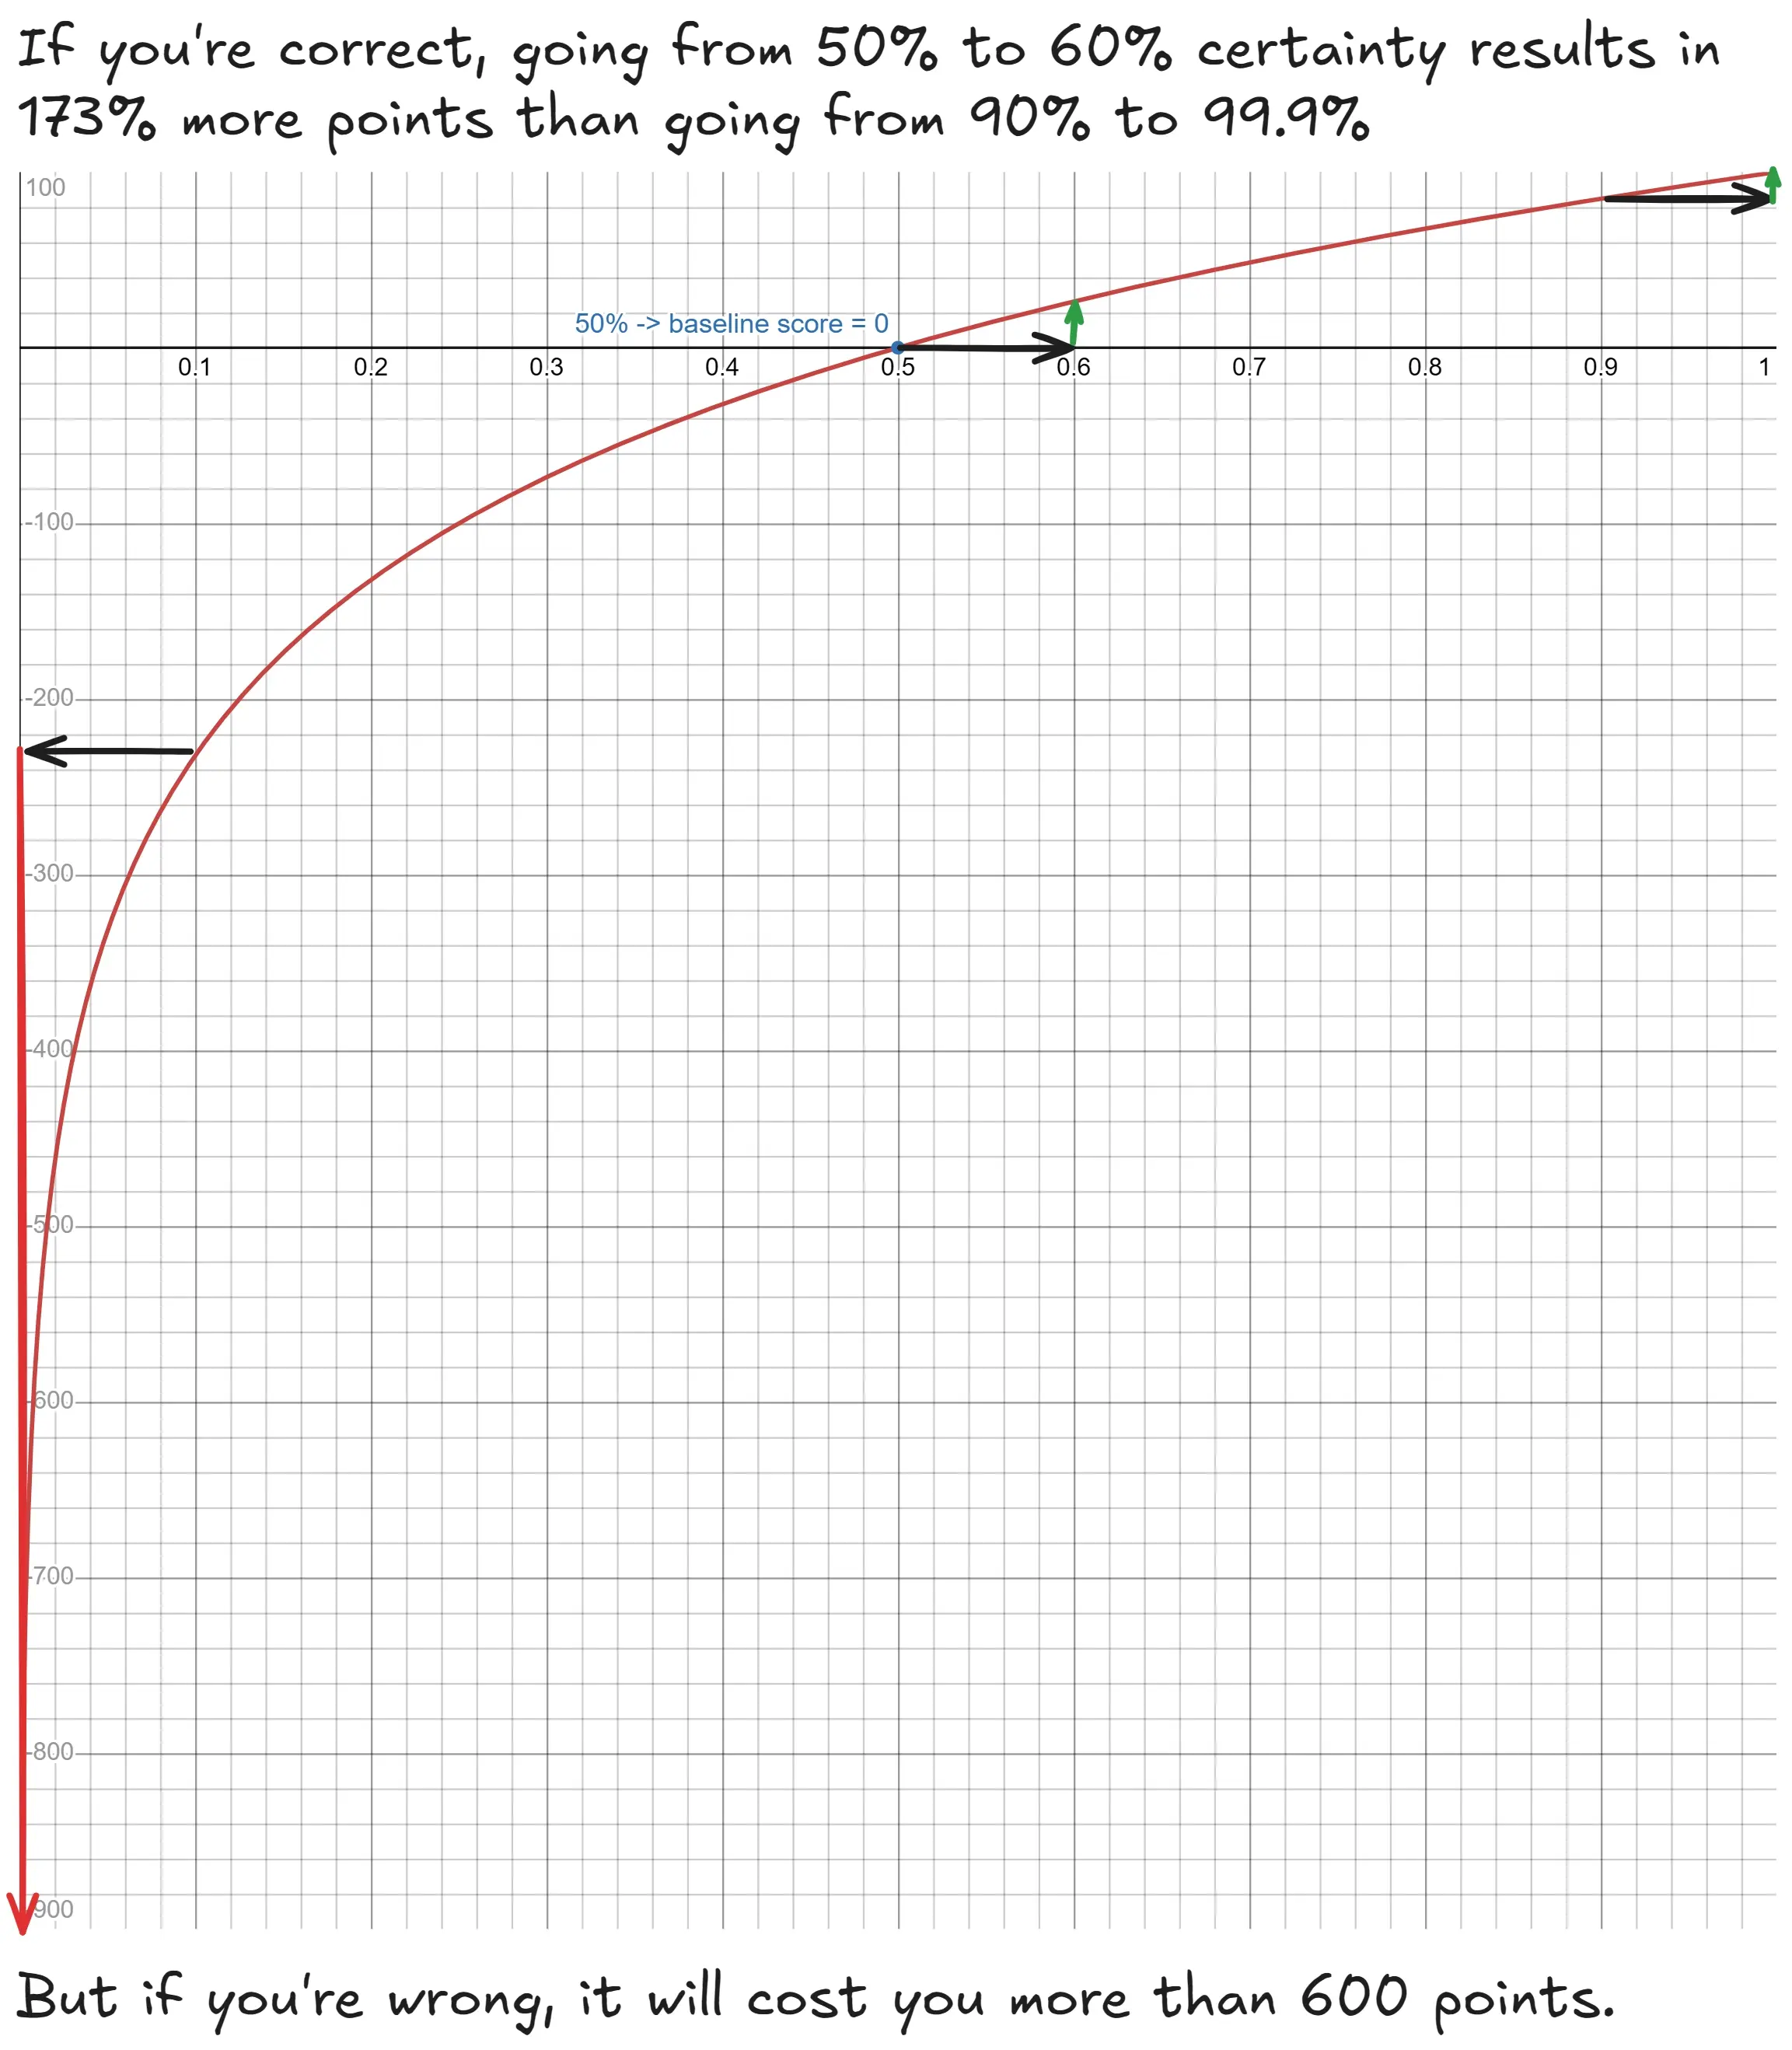 If you're correct, going from 50% to 60% certainty results in
173% more points than going from 90% to 99.9%
100
50% -> baseline score = 0
0.1 0.2 0.3 0.4 0.5 0.6 0.7 0.8 0.9 1
-100
-200
-300
-400
-500
-600
-700
-800
-900
But if you're wrong, it will cost you more than 600 points.